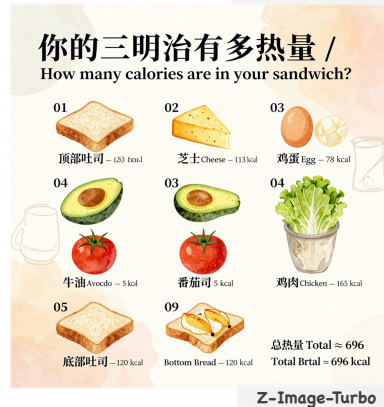 你的三明治有多热量 /
How many calories are in your sandwich?
01
02
03
顶部吐司 – 120
芝士 Cheese – 113 kcal
鸡蛋 Egg – 78 kcal
04
03
04
牛油 Avocdo – 5 kcal
番茄司 5 kcal
鸡肉 Chicken – 165 kcal
05
09
底部吐司 – 120 kcal
Bottom Bread – 120 kcal
总热量 Total ≈ 696
Total Brtal ≈ 696 kcal
Z-Image-Turbo